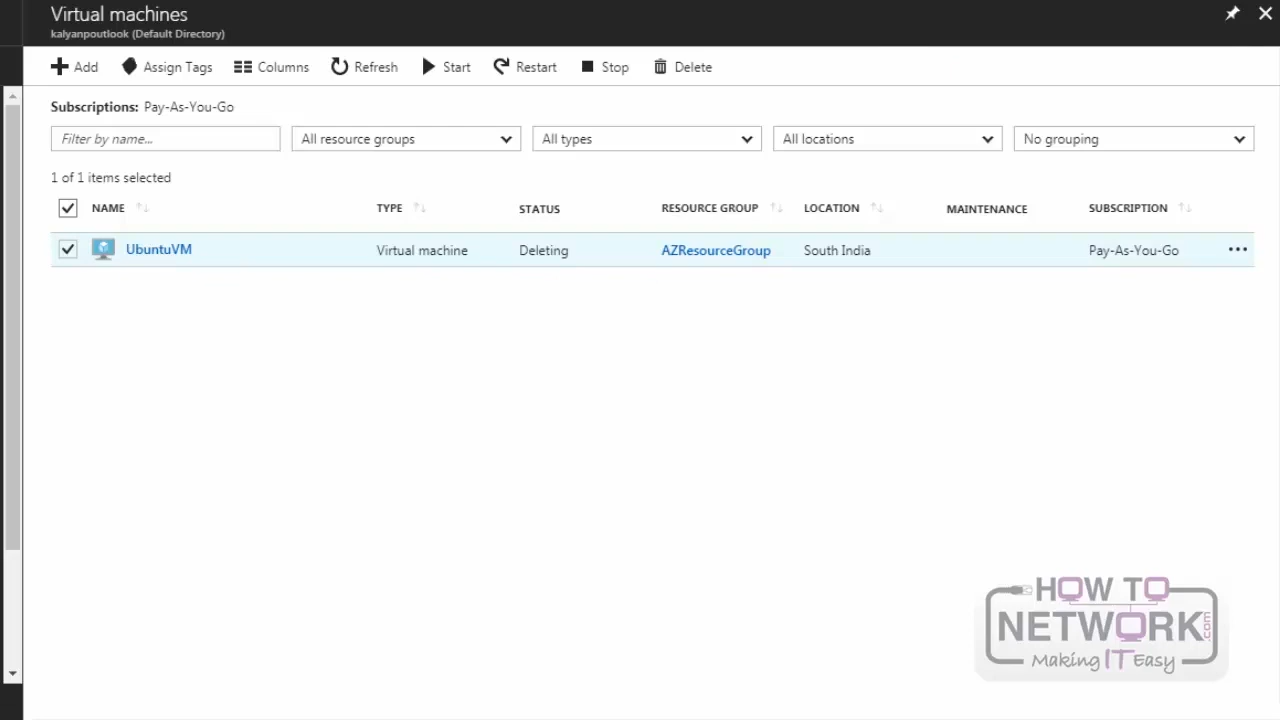 Virtual machines
kalyanpoutlook (Default Directory)
Add Assign Tags Columns Refresh Start Restart Stop Delete
Subscriptions: Pay-As-You-Go
Filter by name... All resource groups All types All locations No grouping
1 of 1 items selected
NAME TYPE STATUS RESOURCE GROUP LOCATION MAINTENANCE SUBSCRIPTION
UbuntuVM Virtual machine Deleting AZResourceGroup South India Pay-As-You-Go
HOW TO
NETWORK.com
Making IT Easy